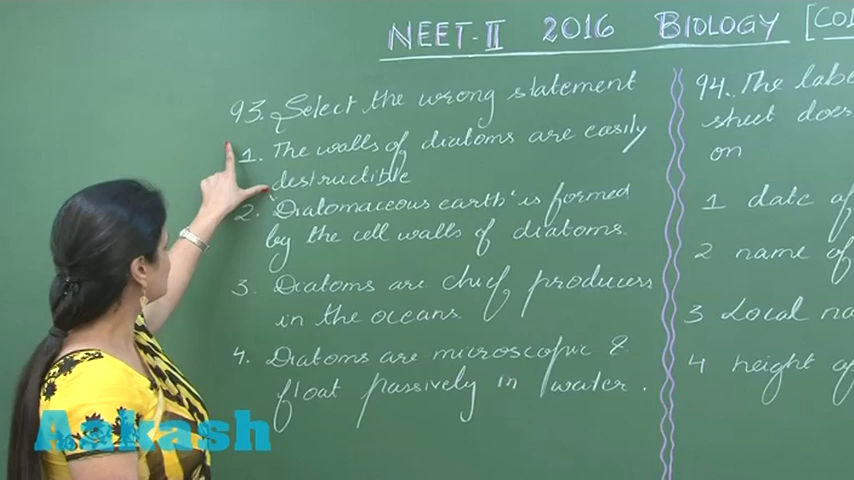 NEET-II 2016 BIOLOGY
93. Select the wrong statement
1. The walls of diatoms are easily
destructible
2. 'Diatomaceous earth' is formed
by the cell walls of diatoms.
3. Diatoms are chief producers
in the oceans
4. Diatoms are microscopic &
float passively in water.
94. The
sheet does
on
1 date of
2 name of
3 Local
4 height of
Aakash